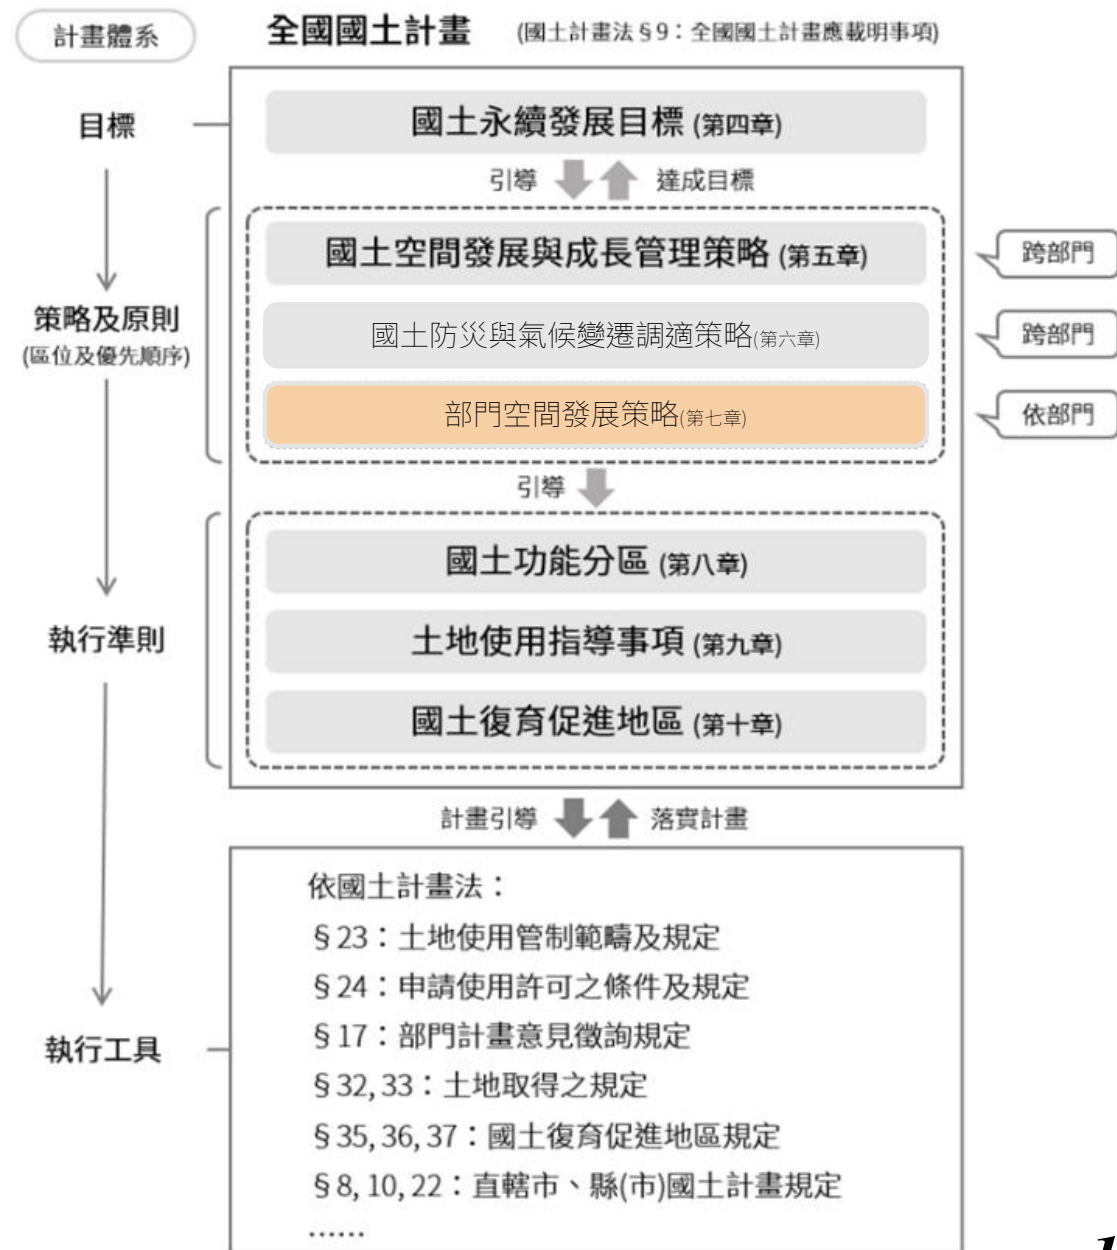 計畫體系
全國國土計畫 (國土計畫法§9：全國國土計畫應載明事項)
目標
國土永續發展目標 (第四章)
引導 達成目標
國土空間發展與成長管理策略 (第五章)
跨部門
策略及原則
(區位及優先順序)
國土防災與氣候變遷調適策略(第六章)
跨部門
部門空間發展策略(第七章)
依部門
引導
國土功能分區 (第八章)
執行準則
土地使用指導事項 (第九章)
國土復育促進地區 (第十章)
計畫引導 落實計畫
依國土計畫法：
§23：土地使用管制範疇及規定
§24：申請使用許可之條件及規定
§17：部門計畫意見徵詢規定
執行工具
§32, 33：土地取得之規定
§35, 36, 37：國土復育促進地區規定
§8, 10, 22：直轄市、縣(市)國土計畫規定
……